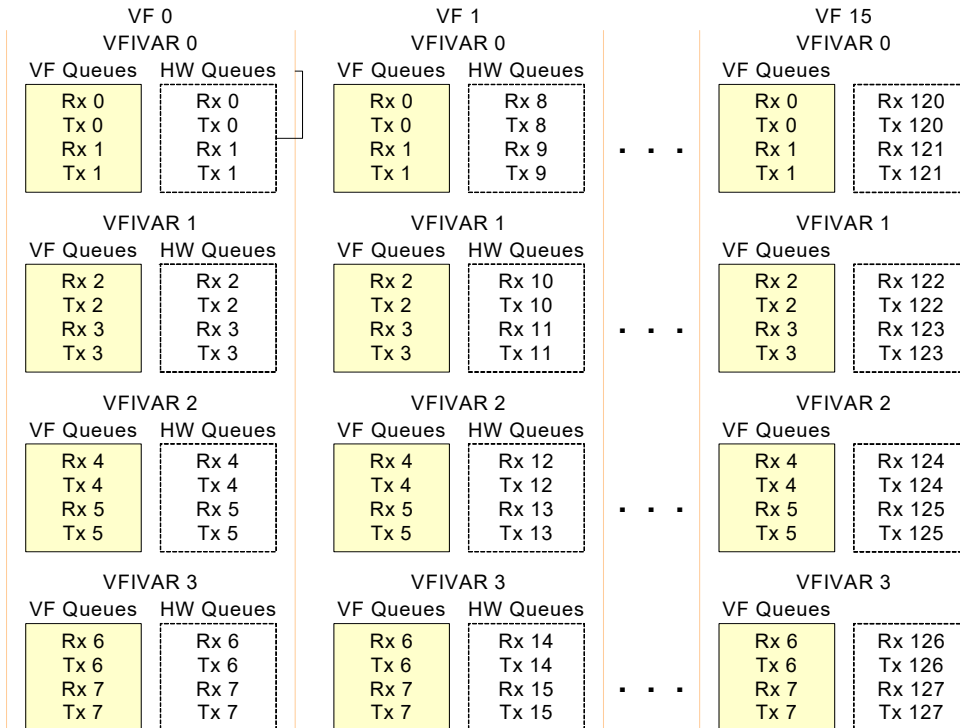 VF 0 VF 1 VF 15
VFIVAR 0 VFIVAR 0 VFIVAR 0
VF Queues HW Queues VF Queues HW Queues VF Queues
Rx 0 Rx 0 Rx 0 Rx 8 Rx 0 Rx 120
Tx 0 Tx 0 Tx 0 Tx 8 Tx 0 Tx 120
Rx 1 Rx 1 Rx 1 Rx 9 . . . Rx 1 Rx 121
Tx 1 Tx 1 Tx 1 Tx 9 Tx 1 Tx 121
VFIVAR 1 VFIVAR 1 VFIVAR 1
VF Queues HW Queues VF Queues HW Queues VF Queues
Rx 2 Rx 2 Rx 2 Rx 10 Rx 2 Rx 122
Tx 2 Tx 2 Tx 2 Tx 10 Tx 2 Tx 122
Rx 3 Rx 3 Rx 3 Rx 11 . . . Rx 3 Rx 123
Tx 3 Tx 3 Tx 3 Tx 11 Tx 3 Tx 123
VFIVAR 2 VFIVAR 2 VFIVAR 2
VF Queues HW Queues VF Queues HW Queues VF Queues
Rx 4 Rx 4 Rx 4 Rx 12 Rx 4 Rx 124
Tx 4 Tx 4 Tx 4 Tx 12 Tx 4 Tx 124
Rx 5 Rx 5 Rx 5 Rx 13 . . . Rx 5 Rx 125
Tx 5 Tx 5 Tx 5 Tx 13 Tx 5 Tx 125
VFIVAR 3 VFIVAR 3 VFIVAR 3
VF Queues HW Queues VF Queues HW Queues VF Queues
Rx 6 Rx 6 Rx 6 Rx 14 Rx 6 Rx 126
Tx 6 Tx 6 Tx 6 Tx 14 Tx 6 Tx 126
Rx 7 Rx 7 Rx 7 Rx 15 . . . Rx 7 Rx 127
Tx 7 Tx 7 Tx 7 Tx 15 Tx 7 Tx 127